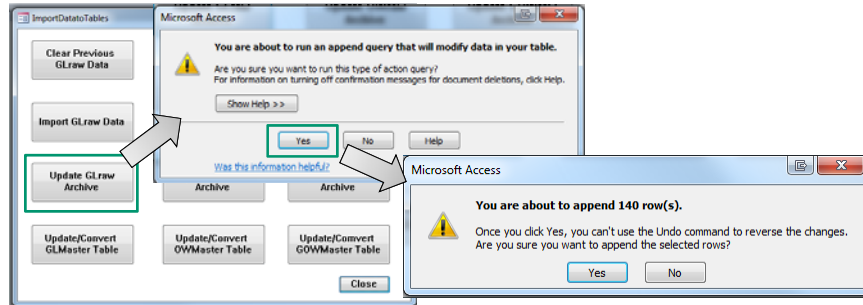 ImportDatatoTables
Clear Previous
GLraw Data
Import GLraw Data
Update GLraw
Archive
Archive
Archive
Update/Convert
GLMaster Table
Update/Convert
OWMaster Table
Update/Comvert
GOWMaster Table
Close
Microsoft Access
You are about to run an append query that will modify data in your table.
Are you sure you want to run this type of action query?
For information on turning off confirmation messages for document deletions, click Help.
Show Help >>
Yes
No
Help
Was this information helpful?
Microsoft Access
You are about to append 140 row(s).
Once you click Yes, you can't use the Undo command to reverse the changes.
Are you sure you want to append the selected rows?
Yes
No